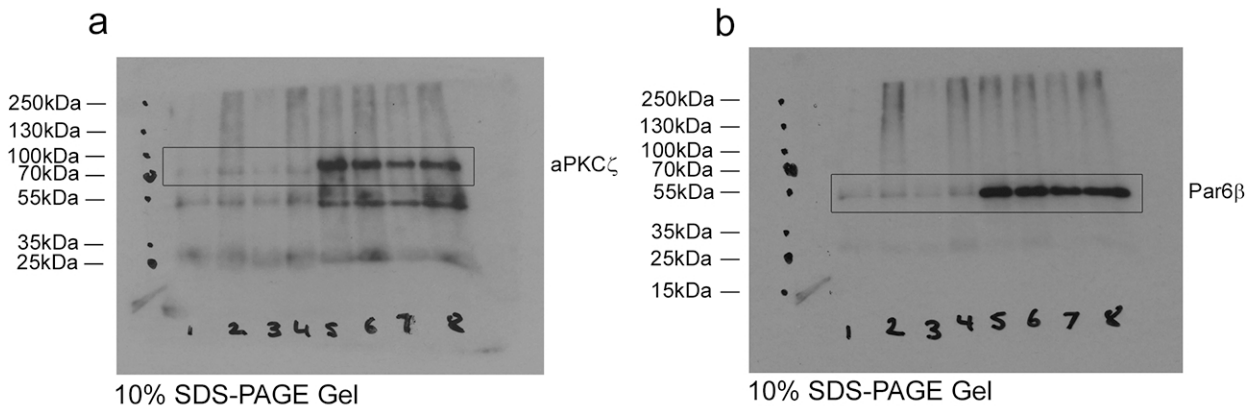 a
250kDa —
130kDa —
100kDa —
70kDa —
55kDa —
35kDa —
25kDa —
aPKCζ
1 2 3 4 5 6 7 8
10% SDS-PAGE Gel
b
250kDa —
130kDa —
100kDa —
70kDa —
55kDa —
35kDa —
25kDa —
15kDa —
Par6β
1 2 3 4 5 6 7 8
10% SDS-PAGE Gel